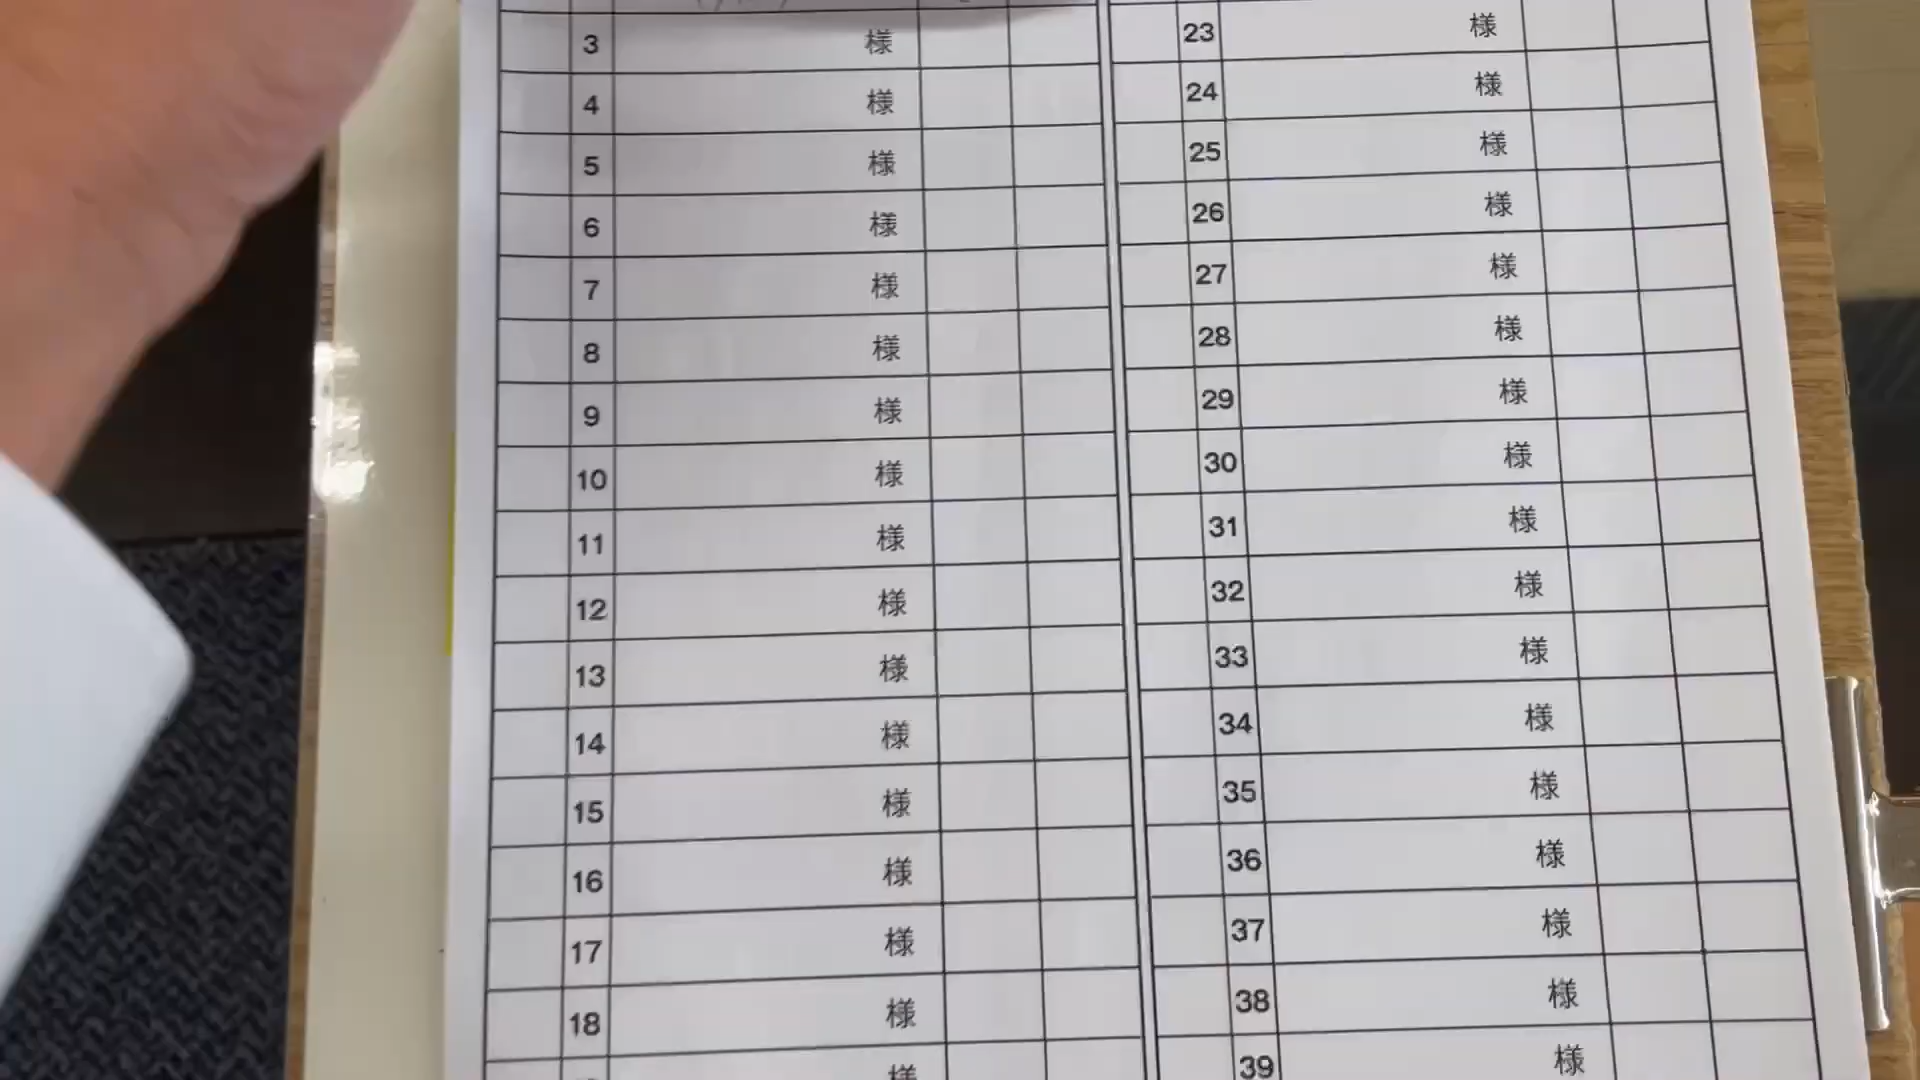 3 様 23 様
4 様 24 様
5 様 25 様
6 様 26 様
7 様 27 様
8 様 28 様
9 様 29 様
10 様 30 様
11 様 31 様
12 様 32 様
13 様 33 様
14 様 34 様
15 様 35 様
16 様 36 様
17 様 37 様
18 様 38 様
様 39 様